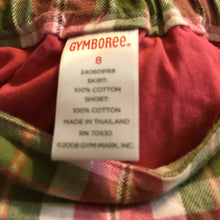 GYMBOREE
8
240609168
SKIRT:
100% COTTON
SHORT:
100% COTTON
MADE IN THAILAND
RN 70530
©2008 GYM-MARK, INC.